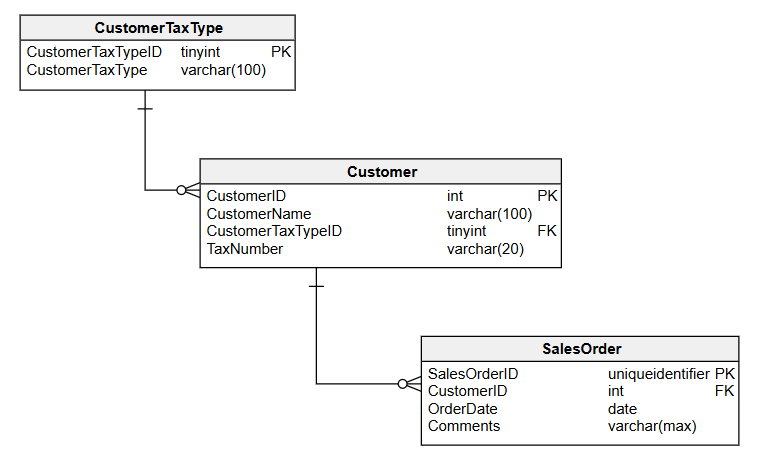 CustomerTaxType
CustomerTaxTypeID tinyint PK
CustomerTaxType varchar(100)
Customer
CustomerID int PK
CustomerName varchar(100)
CustomerTaxTypeID tinyint FK
TaxNumber varchar(20)
SalesOrder
SalesOrderID uniqueidentifier PK
CustomerID int FK
OrderDate date
Comments varchar(max)